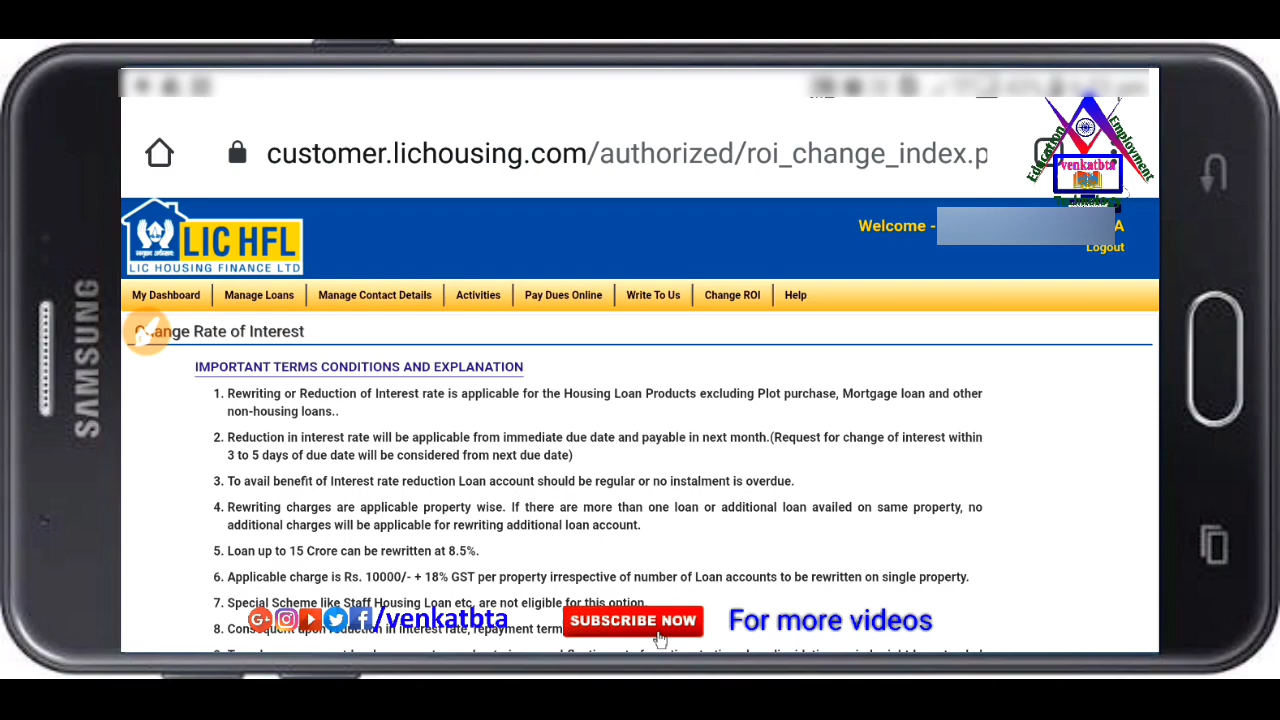 customer.lichousing.com/authorized/roi_change_index.p
Education
Employment
venkatbta
Technology
LIC HFL
LIC HOUSING FINANCE LTD
Welcome - A
Logout
My Dashboard
Manage Loans
Manage Contact Details
Activities
Pay Dues Online
Write To Us
Change ROI
Help
Change Rate of Interest
IMPORTANT TERMS CONDITIONS AND EXPLANATION
1. Rewriting or Reduction of Interest rate is applicable for the Housing Loan Products excluding Plot purchase, Mortgage loan and other
non-housing loans..
2. Reduction in interest rate will be applicable from immediate due date and payable in next month.(Request for change of interest within
3 to 5 days of due date will be considered from next due date)
3. To avail benefit of Interest rate reduction Loan account should be regular or no instalment is overdue.
4. Rewriting charges are applicable property wise. If there are more than one loan or additional loan availed on same property, no
additional charges will be applicable for rewriting additional loan account.
5. Loan up to 15 Crore can be rewritten at 8.5%.
6. Applicable charge is Rs. 10000/- + 18% GST per property irrespective of number of Loan accounts to be rewritten on single property.
7. Special Scheme like Staff Housing Loan etc, are not eligible for this option.
8. Consequent upon reduction in interest rate, repayment term
/venkatbta
SUBSCRIBE NOW
For more videos
SAMSUNG